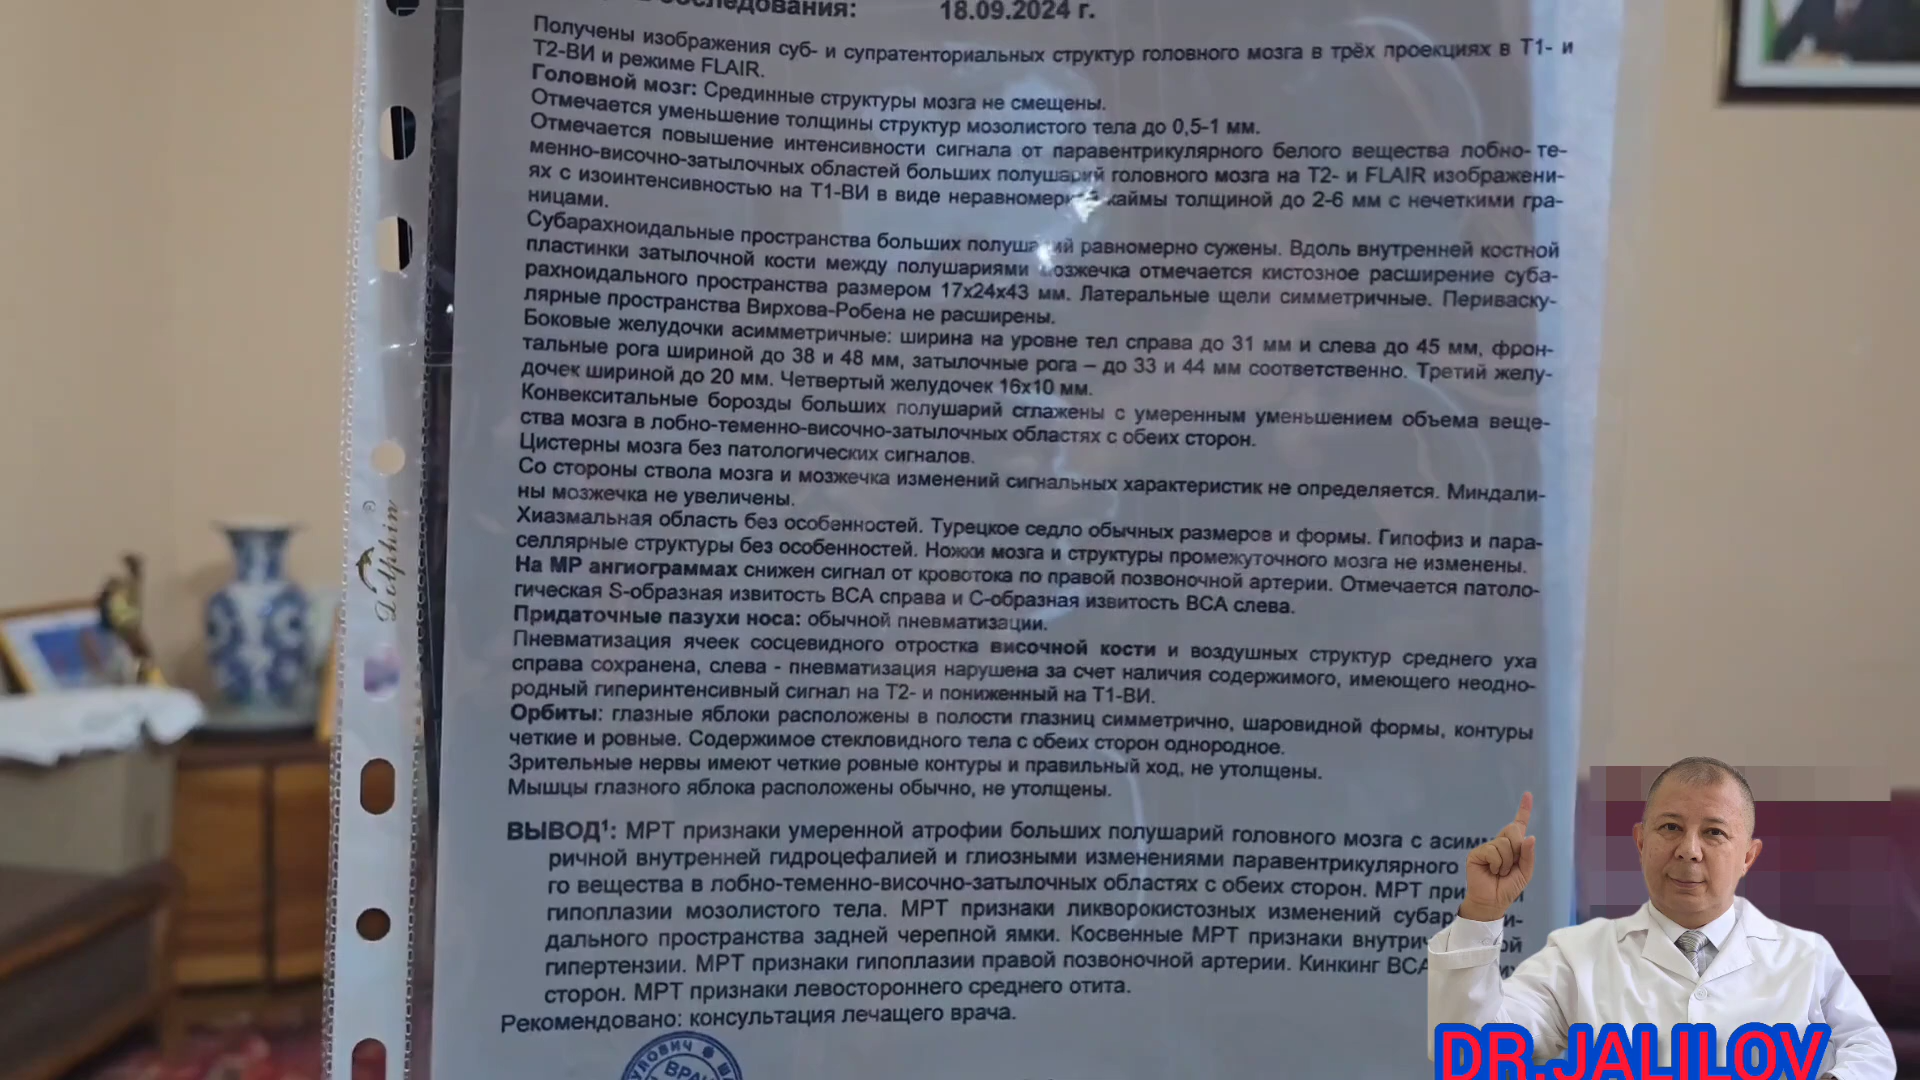 обследования: 18.09.2024 г.
Получены изображения суб- и супратенториальных структур головного мозга в трёх проекциях в Т1- и
Т2-ВИ и режиме FLAIR.
Головной мозг: Срединные структуры мозга не смещены.
Отмечается уменьшение толщины структур мозолистого тела до 0,5-1 мм.
Отмечается повышение интенсивности сигнала от паравентрикулярного белого вещества лобно- те-
менно-височно-затылочных областей больших полушарий головного мозга на Т2- и FLAIR изображени-
ях с изоинтенсивностью на Т1-ВИ в виде неравномерной каймы толщиной до 2-6 мм с нечеткими гра-
ницами.
Субарахноидальные пространства больших полушарий равномерно сужены. Вдоль внутренней костной
пластинки затылочной кости между полушариями мозжечка отмечается кистозное расширение суба-
рахноидального пространства размером 17х24х43 мм. Латеральные щели симметричные. Периваску-
лярные пространства Вирхова-Робена не расширены.
Боковые желудочки асимметричные: ширина на уровне тел справа до 31 мм и слева до 45 мм, фрон-
тальные рога шириной до 38 и 48 мм, затылочные рога – до 33 и 44 мм соответственно. Третий желу-
дочек шириной до 20 мм. Четвертый желудочек 16х10 мм.
Конвекситальные борозды больших полушарий сглажены с умеренным уменьшением объема веще-
ства мозга в лобно-теменно-височно-затылочных областях с обеих сторон.
Цистерны мозга без патологических сигналов.
Со стороны ствола мозга и мозжечка изменений сигнальных характеристик не определяется. Миндали-
ны мозжечка не увеличены.
Хиазмальная область без особенностей. Турецкое седло обычных размеров и формы. Гипофиз и пара-
селлярные структуры без особенностей. Ножки мозга и структуры промежуточного мозга не изменены.
На МР ангиограммах снижен сигнал от кровотока по правой позвоночной артерии. Отмечается патоло-
гическая S-образная извитость ВСА справа и С-образная извитость ВСА слева.
Придаточные пазухи носа: обычной пневматизации.
Пневматизация ячеек сосцевидного отростка височной кости и воздушных структур среднего уха
справа сохранена, слева - пневматизация нарушена за счет наличия содержимого, имеющего неодно-
родный гиперинтенсивный сигнал на Т2- и пониженный на Т1-ВИ.
Орбиты: глазные яблоки расположены в полости глазниц симметрично, шаровидной формы, контуры
четкие и ровные. Содержимое стекловидного тела с обеих сторон однородное.
Зрительные нервы имеют четкие ровные контуры и правильный ход, не утолщены.
Мышцы глазного яблока расположены обычно, не утолщены.
ВЫВОД¹: МРТ признаки умеренной атрофии больших полушарий головного мозга с асим
ричной внутренней гидроцефалией и глиозными изменениями паравентрикулярного
го вещества в лобно-теменно-височно-затылочных областях с обеих сторон. МРТ при
гипоплазии мозолистого тела. МРТ признаки ликворокистозных изменений субар
дального пространства задней черепной ямки. Косвенные МРТ признаки внутрич
гипертензии. МРТ признаки гипоплазии правой позвоночной артерии. Кинкинг ВСА
сторон. МРТ признаки левостороннего среднего отита.
Рекомендовано: консультация лечащего врача.
Delphin
DR.JALILOV